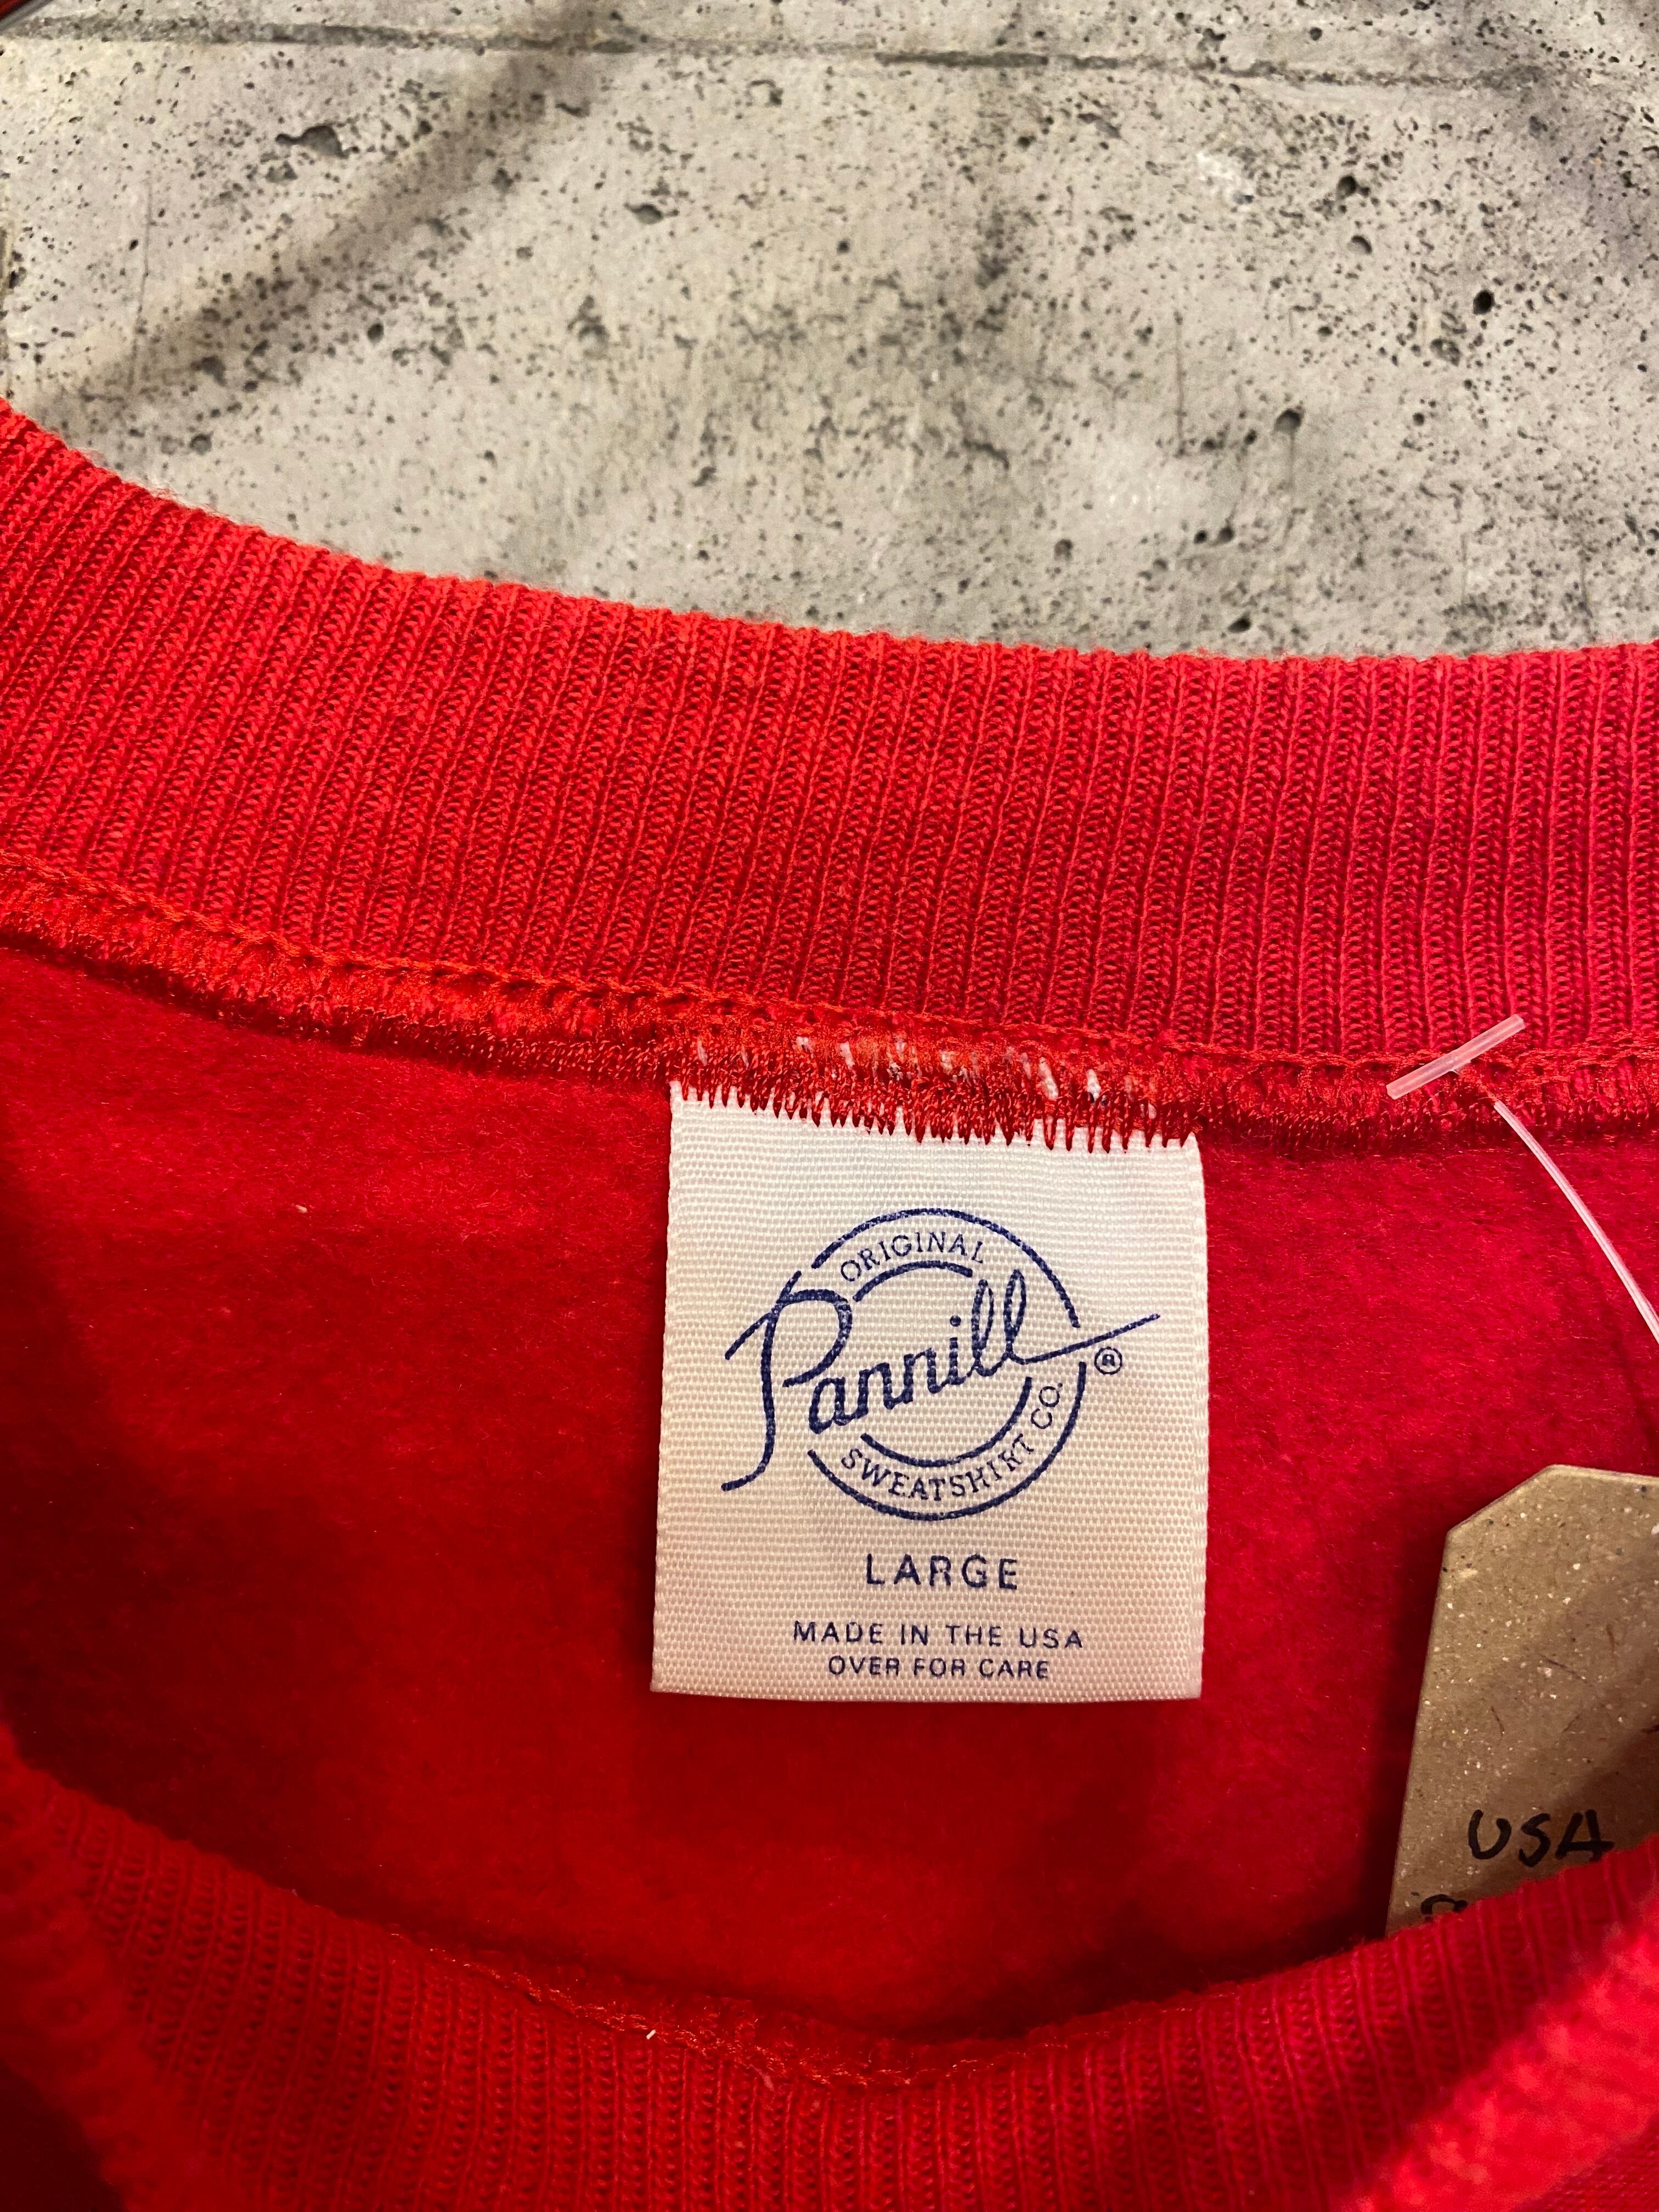 ORIGINAL
Pannill ®
SWEATSHIRT CO.
LARGE
MADE IN THE USA
OVER FOR CARE
USA